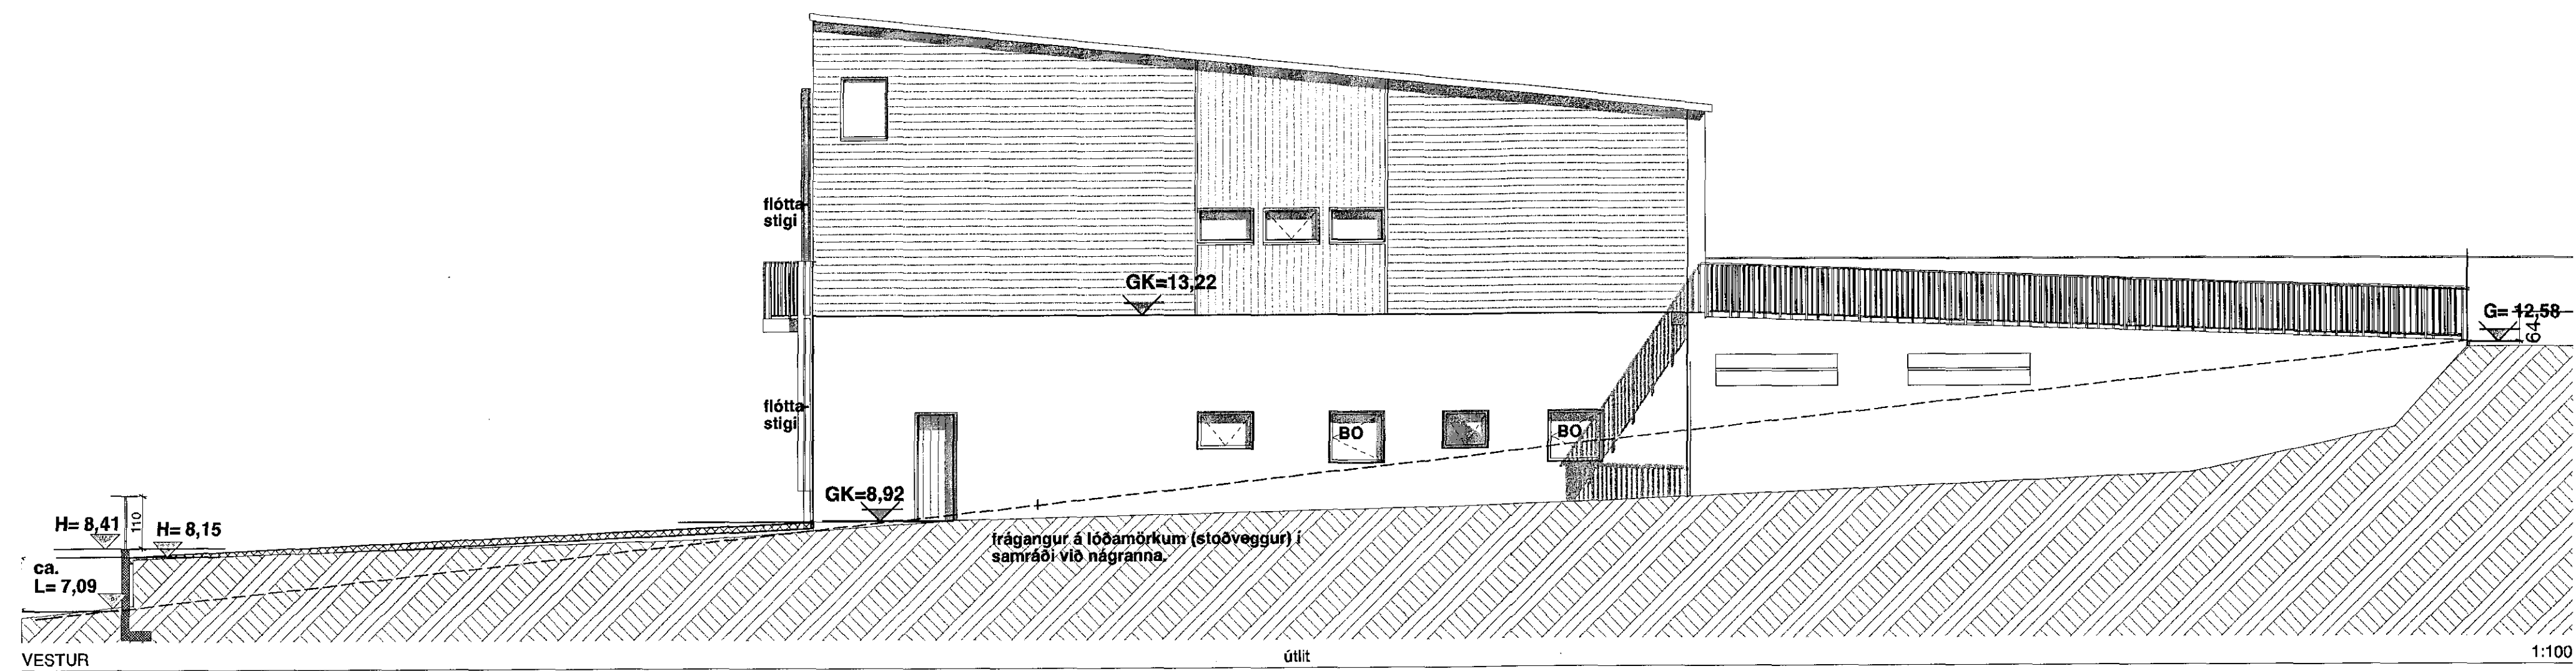 flótta
stigi
GK=13,22
G= 12,58
64
flótta
stigi
BO
BO
GK=8,92
H= 8,41
110
H= 8,15
frágangur á lóðamörkum (stoðveggur) í
samráði við nágranna.
ca.
L= 7,09
VESTUR
útlit
1:100